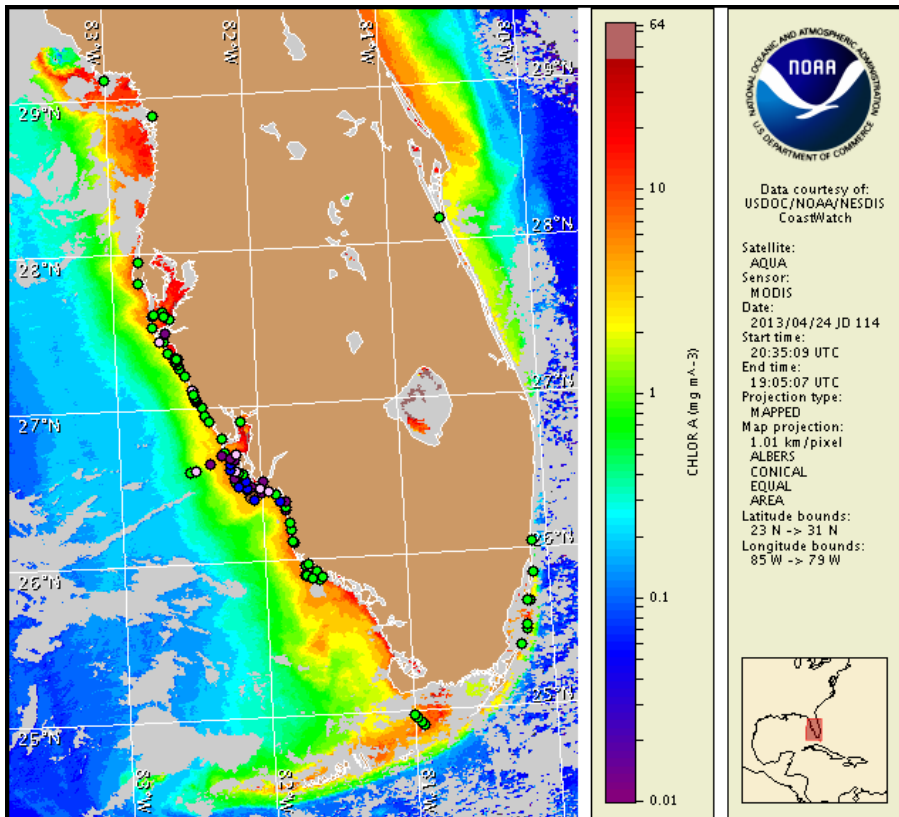 83°W
82°W
81°W
80°W
29°N
29°N
28°N
28°N
27°N
27°N
26°N
26°N
25°N
25°N
83°W
82°W
81°W
64
10
1
0.1
0.01
CHLOR A (mg m^-3)
NATIONAL OCEANIC AND ATMOSPHERIC ADMINISTRATION
NOAA
U.S. DEPARTMENT OF COMMERCE
Data courtesy of:
USDOC/NOAA/NESDIS
CoastWatch
Satellite:
AQUA
Sensor:
MODIS
Date:
2013/04/24 JD 114
Start time:
20:35:09 UTC
End time:
19:05:07 UTC
Projection type:
MAPPED
Map projection:
1.01 km/pixel
ALBERS
CONICAL
EQUAL
AREA
Latitude bounds:
23 N -> 31 N
Longitude bounds:
85 W -> 79 W